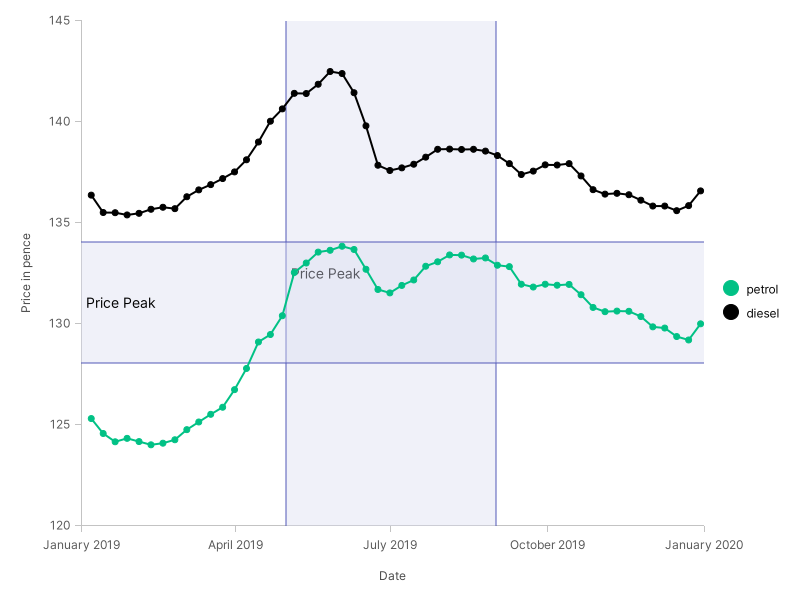 145
140
135
130
125
120
Price in pence
Price Peak
Price Peak
January 2019
April 2019
July 2019
October 2019
January 2020
Date
petrol
diesel